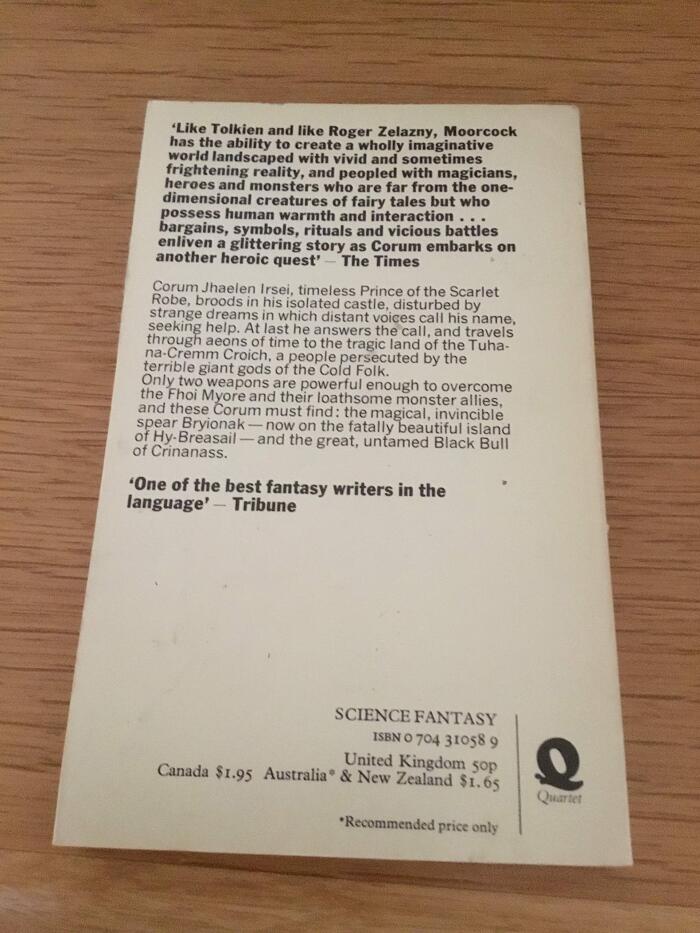 ‘Like Tolkien and like Roger Zelazny, Moorcock
has the ability to create a wholly imaginative
world landscaped with vivid and sometimes
frightening reality, and peopled with magicians,
heroes and monsters who are far from the one-
dimensional creatures of fairy tales but who
possess human warmth and interaction . . .
bargains, symbols, rituals and vicious battles
enliven a glittering story as Corum embarks on
another heroic quest’ – The Times
Corum Jhaelen Irsei, timeless Prince of the Scarlet
Robe, broods in his isolated castle, disturbed by
strange dreams in which distant voices call his name,
seeking help. At last he answers the call, and travels
through aeons of time to the tragic land of the Tuha-
na-Cremm Croich, a people persecuted by the
terrible giant gods of the Cold Folk.
Only two weapons are powerful enough to overcome
the Fhoi Myore and their loathsome monster allies,
and these Corum must find: the magical, invincible
spear Bryionak — now on the fatally beautiful island
of Hy-Breasail — and the great, untamed Black Bull
of Crinanass.
‘One of the best fantasy writers in the
language’ – Tribune
SCIENCE FANTASY
ISBN 0 704 31058 9
United Kingdom 50p
Canada $1.95 Australia* & New Zealand $1.65
*Recommended price only
Q
Quartet